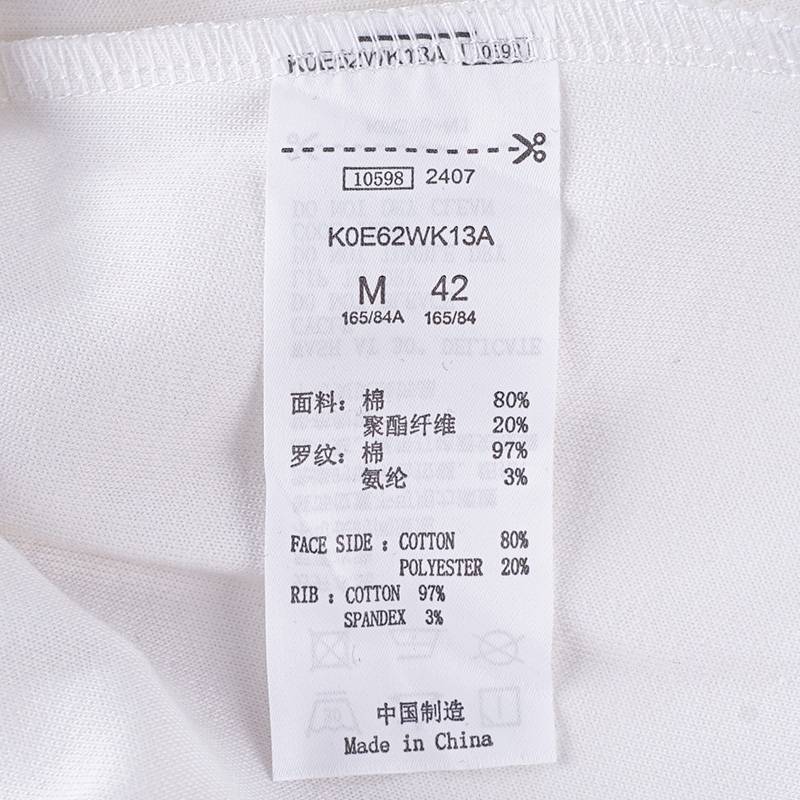 K0E62WK13A
10598 2407
K0E62WK13A
M 42
165/84A 165/84
面料：棉 80%
聚酯纤维 20%
罗纹：棉 97%
氨纶 3%
FACE SIDE : COTTON 80%
POLYESTER 20%
RIB : COTTON 97%
SPANDEX 3%
中国制造
Made in China